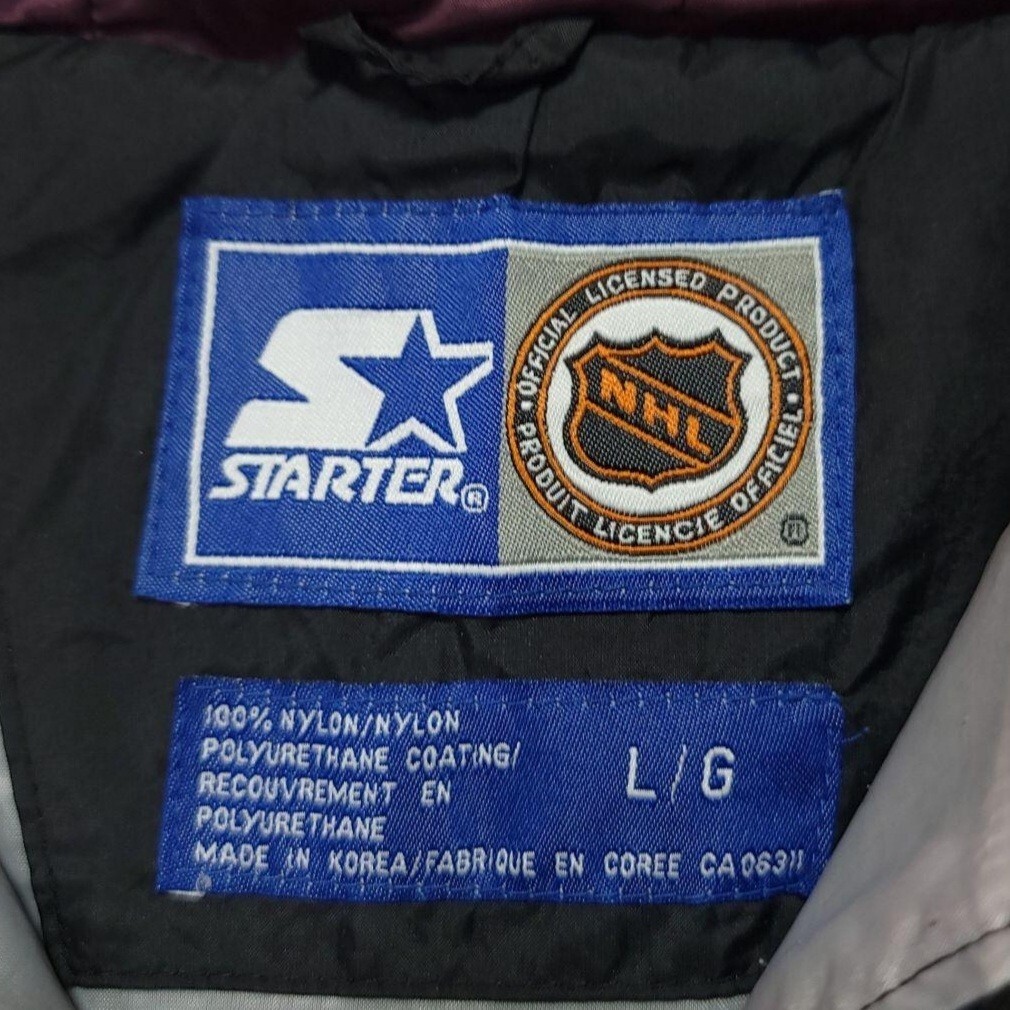 STARTER®
• OFFICIAL LICENSED PRODUCT •
NHL
PRODUIT LICENCIE OFFICIEL
®
100% NYLON/NYLON
POLYURETHANE COATING/
RECOUVREMENT EN
POLYURETHANE
MADE IN KOREA/FABRIQUE EN COREE CA06311
L/G